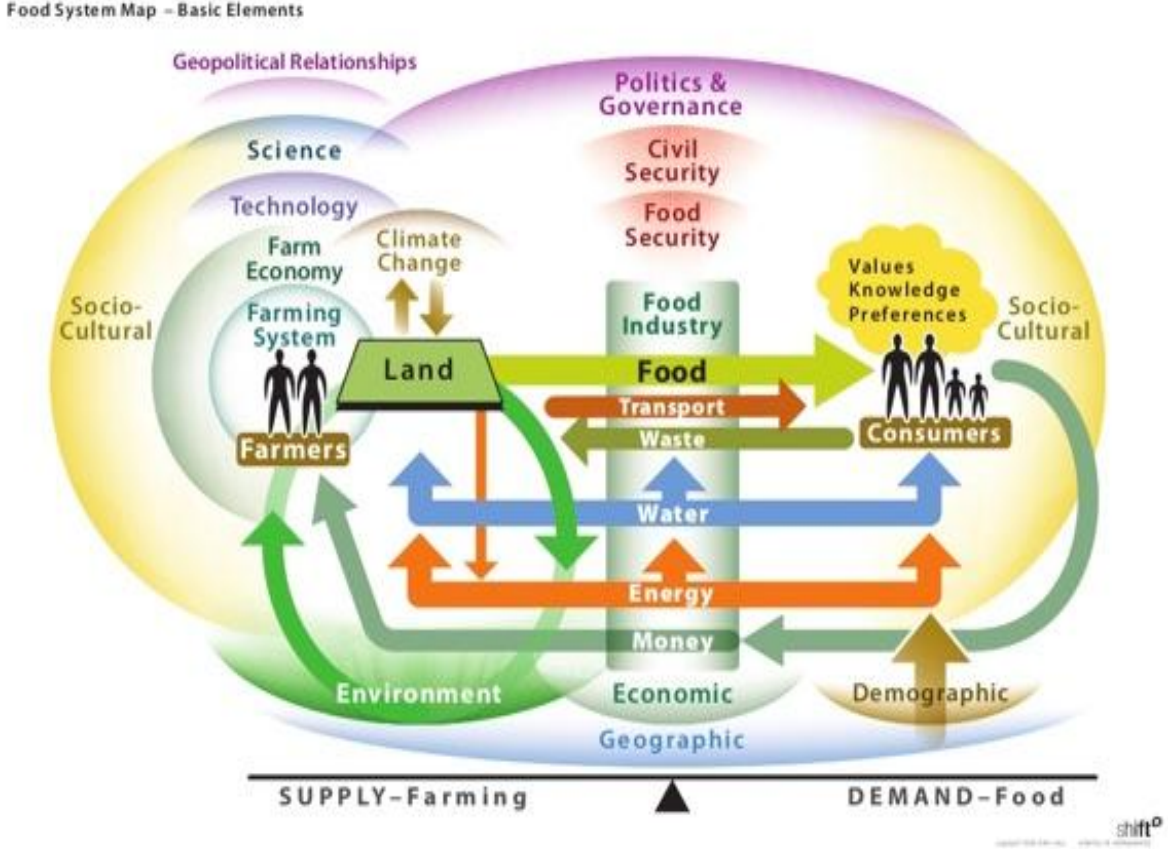 Food System Map – Basic Elements
Geopolitical Relationships
Politics &
Governance
Science
Civil
Security
Technology
Food
Security
Farm
Economy
Climate
Change
Values
Knowledge
Preferences
Socio-
Cultural
Farming
System
Food
Industry
Socio-
Cultural
Land
Food
Transport
Waste
Farmers
Consumers
Water
Energy
Money
Environment
Economic
Demographic
Geographic
SUPPLY–Farming
DEMAND–Food
shift